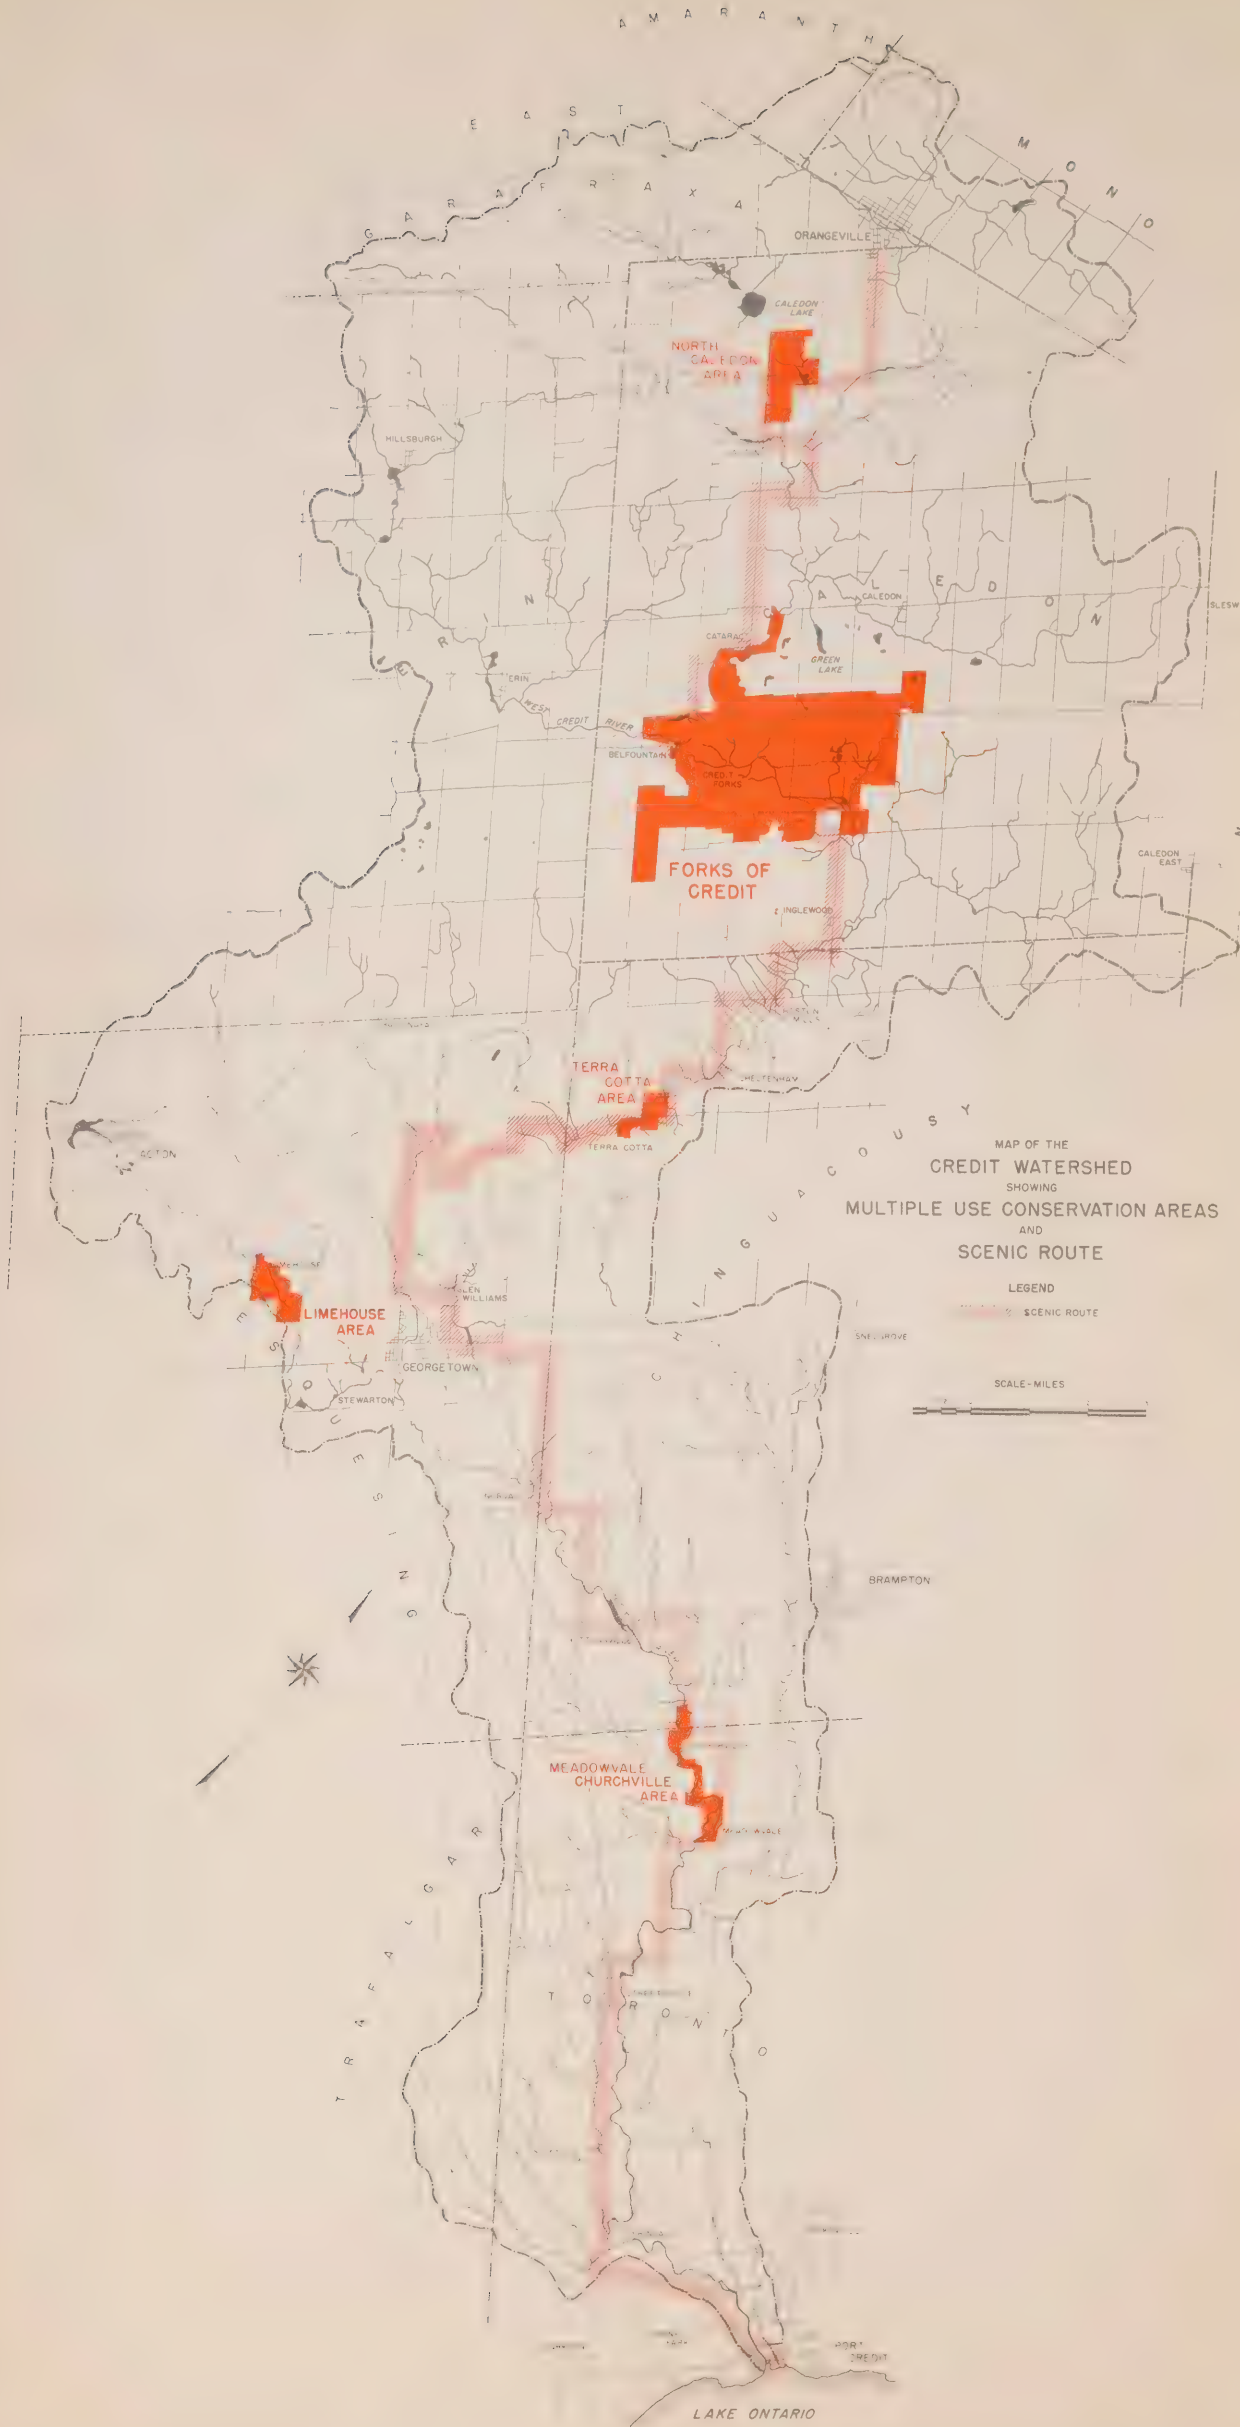 AMARANTH
EAST
GARAFRAXA
MONO
ORANGEVILLE
CALEDON
LAKE
NORTH
CALEDON
AREA
HILLSBURGH
ERIN
CALEDON
CALEDON
CATARACT
GREEN
LAKE
ERIN
WEST CREDIT RIVER
BELFOUNTAIN
CREDIT
FORKS
FORKS OF
CREDIT
CALEDON
EAST
INGLEWOOD
TERRA
COTTA
AREA
CHELTENHAM
TERRA COTTA
ACTON
CHINGUACOUSY
MAP OF THE
CREDIT WATERSHED
SHOWING
MULTIPLE USE CONSERVATION AREAS
AND
SCENIC ROUTE
LEGEND
SCENIC ROUTE
SCALE-MILES
LIMEHOUSE
LIMEHOUSE
AREA
GLEN
WILLIAMS
GEORGETOWN
STEWARTON
SNELGROVE
ESQUESING
BRAMPTON
MEADOWVALE
CHURCHVILLE
AREA
MEADOWVALE
TRAFALGAR
TORONTO
PORT
CREDIT
LAKE ONTARIO